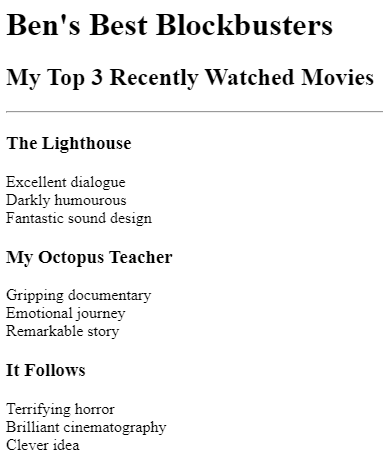 Ben's Best Blockbusters
My Top 3 Recently Watched Movies
The Lighthouse
Excellent dialogue
Darkly humourous
Fantastic sound design
My Octopus Teacher
Gripping documentary
Emotional journey
Remarkable story
It Follows
Terrifying horror
Brilliant cinematography
Clever idea